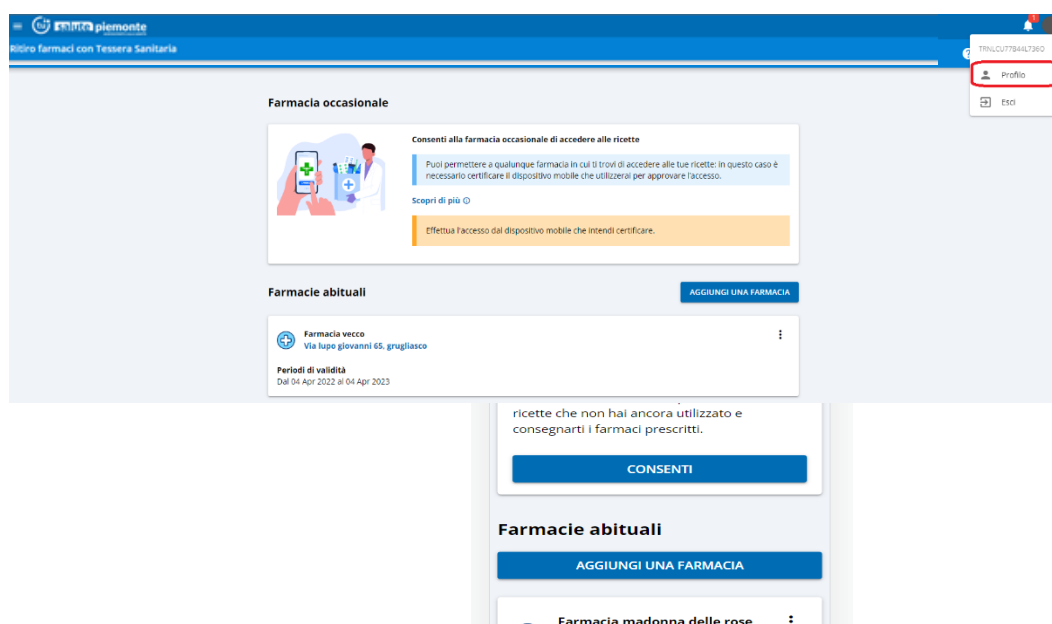 salute piemonte
1
Ritiro farmaci con Tessera Sanitaria
?
TRNLCU77B44L736O
Profilo
Esci
Farmacia occasionale
Consenti alla farmacia occasionale di accedere alle ricette
Puoi permettere a qualunque farmacia in cui ti trovi di accedere alle tue ricette: in questo caso è
necessario certificare il dispositivo mobile che utilizzerai per approvare l'accesso.
Scopri di più
Effettua l'accesso dal dispositivo mobile che intendi certificare.
Farmacie abituali
AGGIUNGI UNA FARMACIA
Farmacia vecco
Via lupo giovanni 65, grugliasco
Periodi di validità
Dal 04 Apr 2022 al 04 Apr 2023
ricette che non hai ancora utilizzato e
consegnarti i farmaci prescritti.
CONSENTI
Farmacie abituali
AGGIUNGI UNA FARMACIA
Farmacia madonna delle rose